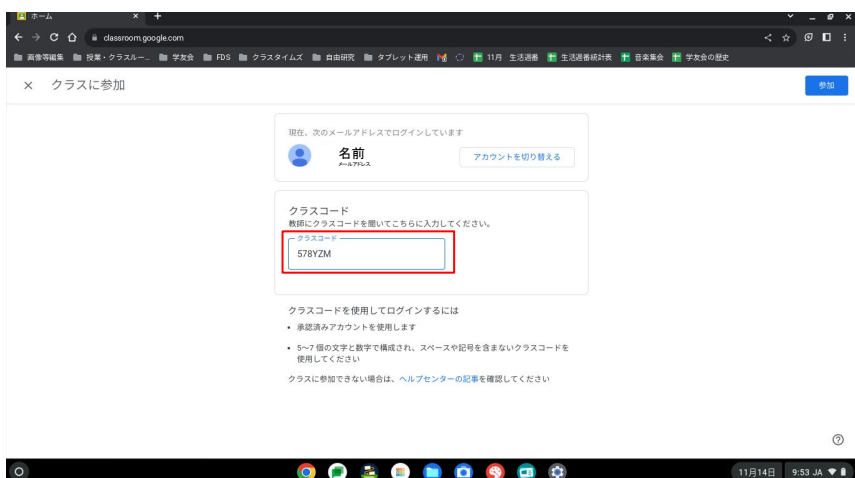 ホーム
classroom.google.com
画像等編集 授業・クラスルー... 学友会 FDS クラスタイムズ 自由研究 タブレット運用 11月 生活週番 生活週番統計表 音楽集会 学友会の歴史
クラスに参加
参加
現在、次のメールアドレスでログインしています
名前
メールアドレス
アカウントを切り替える
クラスコード
教師にクラスコードを聞いてこちらに入力してください。
クラスコード
578YZM
クラスコードを使用してログインするには
• 承認済みアカウントを使用します
• 5～7 個の文字と数字で構成され、スペースや記号を含まないクラスコードを
使用してください
クラスに参加できない場合は、ヘルプセンターの記事を確認してください
11月14日 9:53 JA